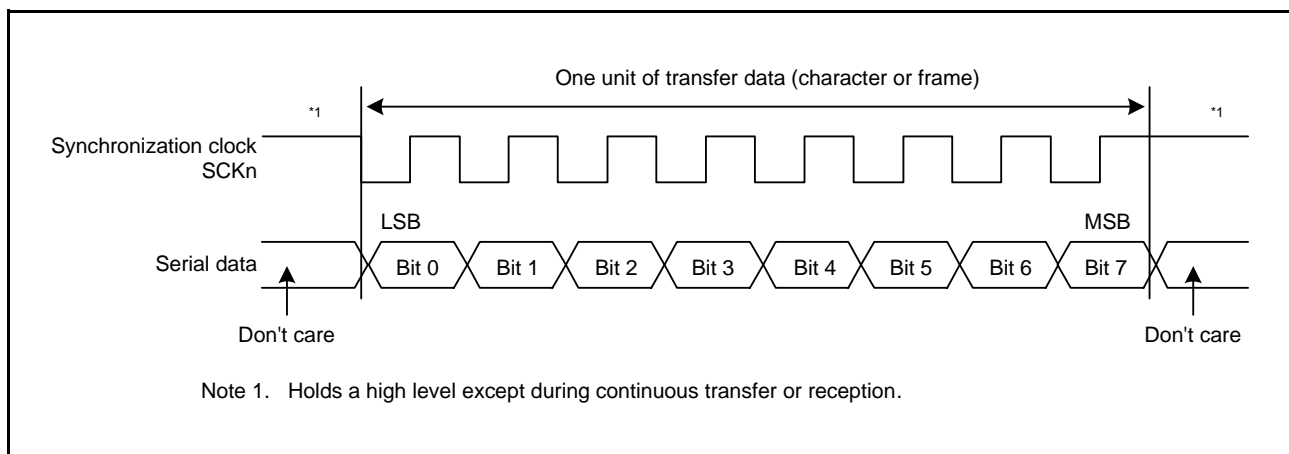 One unit of transfer data (character or frame)
*1
*1
Synchronization clock
SCKn
LSB
MSB
Serial data
Bit 0
Bit 1
Bit 2
Bit 3
Bit 4
Bit 5
Bit 6
Bit 7
Don't care
Don't care
Note 1. Holds a high level except during continuous transfer or reception.